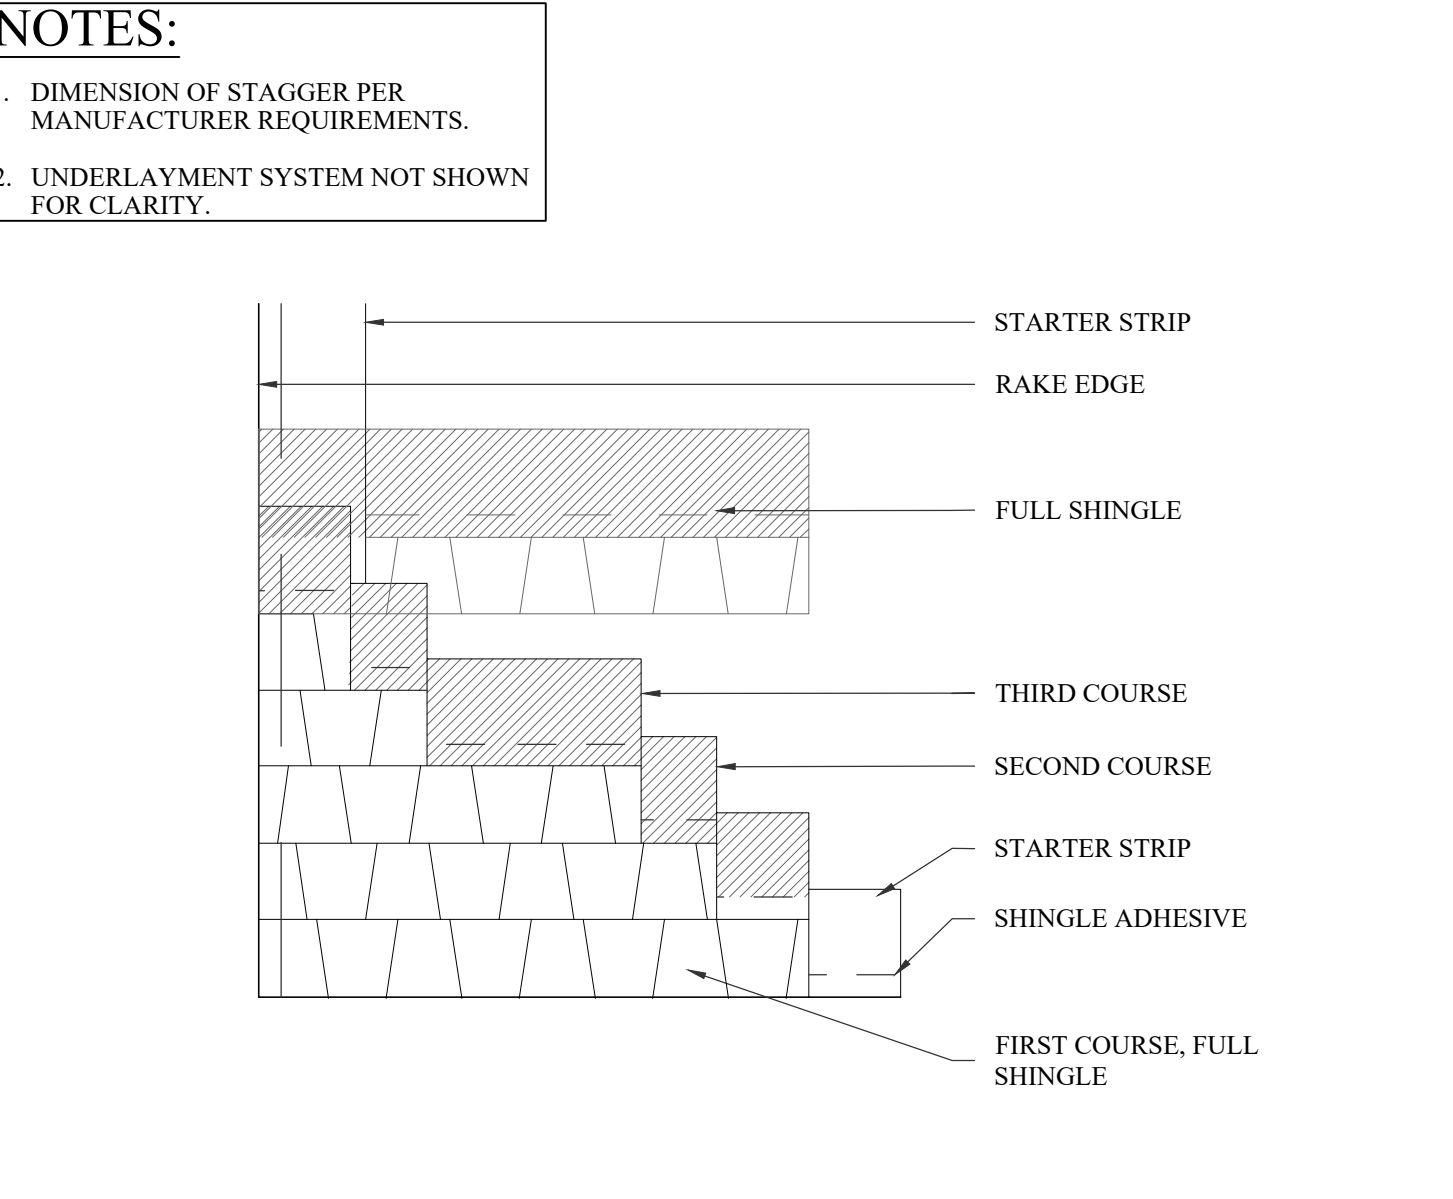 NOTES:
. DIMENSION OF STAGGER PER
MANUFACTURER REQUIREMENTS.
2. UNDERLAYMENT SYSTEM NOT SHOWN
FOR CLARITY.
STARTER STRIP
RAKE EDGE
FULL SHINGLE
THIRD COURSE
SECOND COURSE
STARTER STRIP
SHINGLE ADHESIVE
FIRST COURSE, FULL
SHINGLE